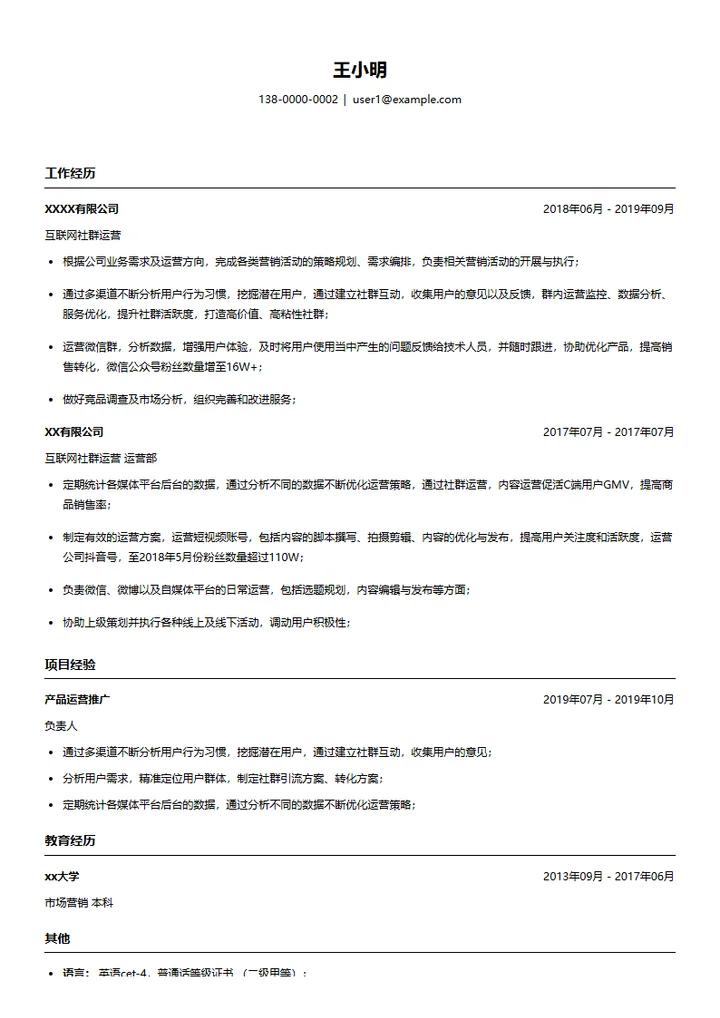 王小明
138-0000-0002 | user1@example.com
工作经历
XXXX有限公司 2018年06月 - 2019年09月
互联网社群运营
• 根据公司业务需求及运营方向，完成各类营销活动的策略规划、需求编排，负责相关营销活动的开展与执行；
• 通过多渠道不断分析用户行为习惯，挖掘潜在用户，通过建立社群互动，收集用户的意见以及反馈，群内运营监控、数据分析、
服务优化，提升社群活跃度，打造高价值、高粘性社群；
• 运营微信群，分析数据，增强用户体验，及时将用户使用当中产生的问题反馈给技术人员，并随时跟进，协助优化产品，提高销
售转化，微信公众号粉丝数量增至16W+；
• 做好竞品调查及市场分析，组织完善和改进服务；
XX有限公司 2017年07月 - 2017年07月
互联网社群运营 运营部
• 定期统计各媒体平台后台的数据，通过分析不同的数据不断优化运营策略，通过社群运营，内容运营促活C端用户GMV，提高商
品销售率；
• 制定有效的运营方案，运营短视频账号，包括内容的脚本撰写、拍摄剪辑、内容的优化与发布，提高用户关注度和活跃度，运营
公司抖音号，至2018年5月份粉丝数量超过110W；
• 负责微信、微博以及自媒体平台的日常运营，包括选题规划，内容编辑与发布等方面；
• 协助上级策划并执行各种线上及线下活动，调动用户积极性；
项目经验
产品运营推广 2019年07月 - 2019年10月
负责人
• 通过多渠道不断分析用户行为习惯，挖掘潜在用户，通过建立社群互动，收集用户的意见；
• 分析用户需求，精准定位用户群体，制定社群引流方案、转化方案；
• 定期统计各媒体平台后台的数据，通过分析不同的数据不断优化运营策略；
教育经历
xx大学 2013年09月 - 2017年06月
市场营销 本科
其他
• 语言： 英语cet-4，普通话等级证书 （二级甲等）；